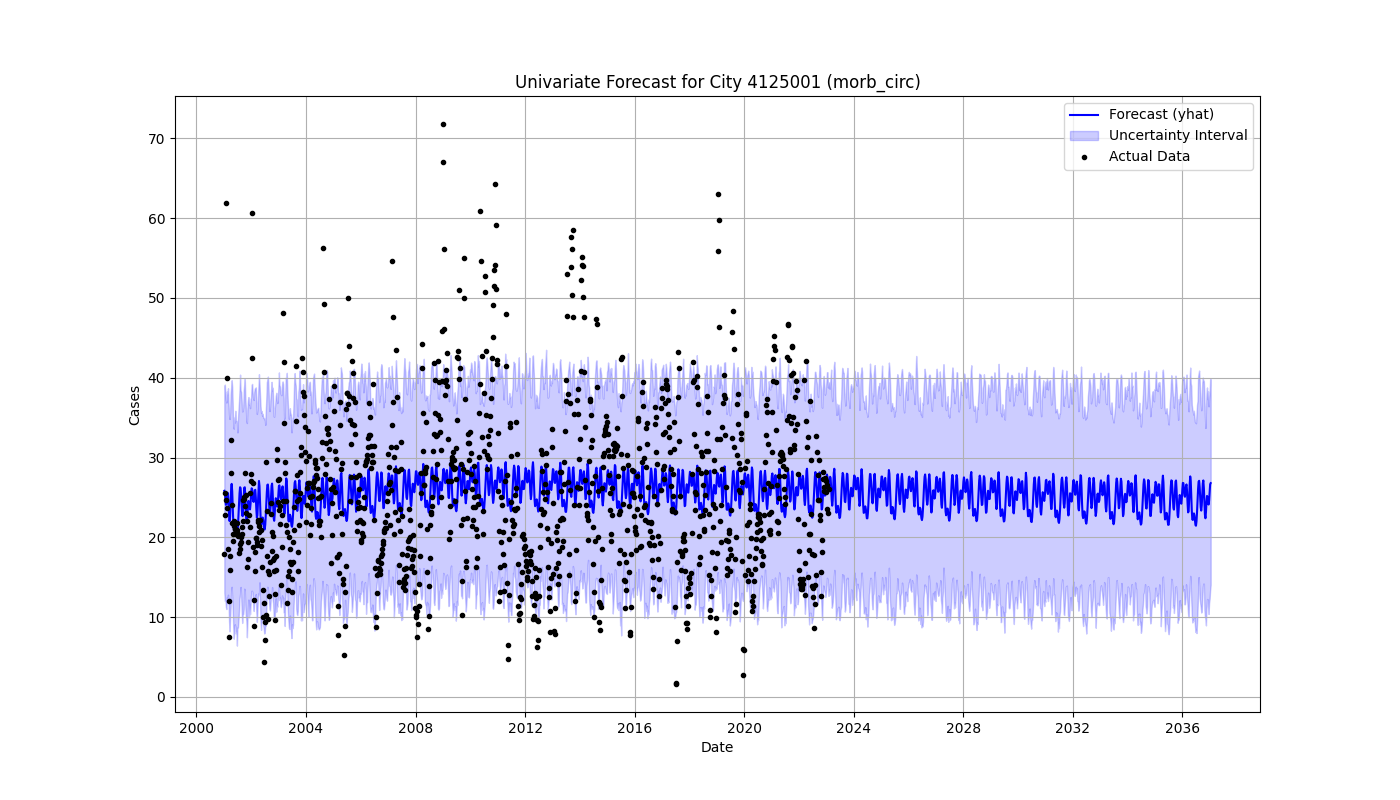 Univariate Forecast for City 4125001 (morb_circ)
Forecast (yhat)
Uncertainty Interval
Actual Data
Cases
70
60
50
40
30
20
10
0
2000 2004 2008 2012 2016 2020 2024 2028 2032 2036
Date